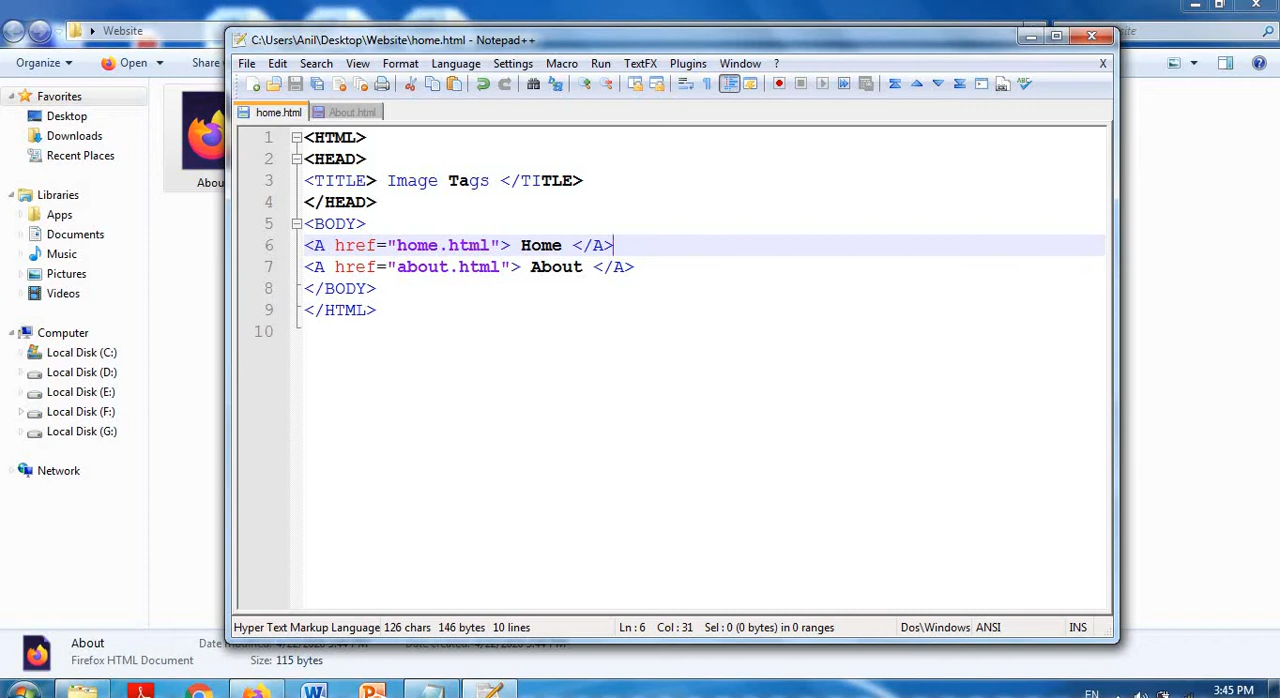 Website
C:\Users\Anil\Desktop\Website\home.html - Notepad++
Organize
Open
Share
File Edit Search View Format Language Settings Macro Run TextFX Plugins Window ? X
Favorites
Desktop
Downloads
Recent Places
Libraries
Apps
Documents
Music
Pictures
Videos
Computer
Local Disk (C:)
Local Disk (D:)
Local Disk (E:)
Local Disk (F:)
Local Disk (G:)
Network
Abou
home.html About.html
1 <HTML>
2 <HEAD>
3 <TITLE> Image Tags </TITLE>
4 </HEAD>
5 <BODY>
6 <A href="home.html"> Home </A>
7 <A href="about.html"> About </A>
8 </BODY>
9 </HTML>
10
Hyper Text Markup Language 126 chars 146 bytes 10 lines Ln : 6 Col : 31 Sel : 0 (0 bytes) in 0 ranges Dos\Windows ANSI INS
About
Firefox HTML Document Size: 115 bytes
EN 3:45 PM